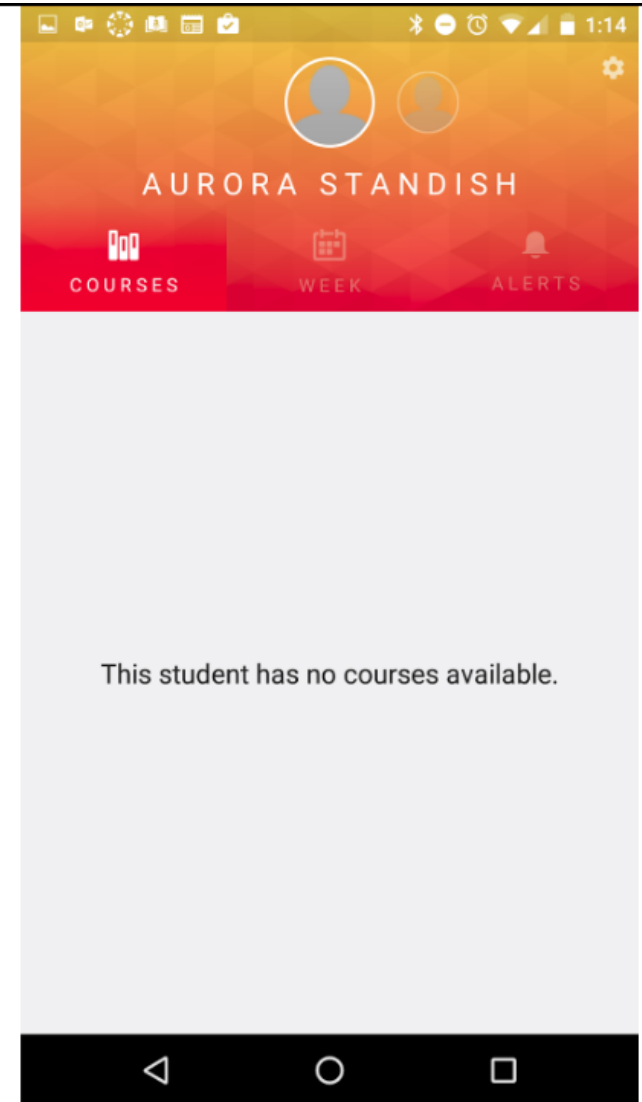 1:14
AURORA STANDISH
COURSES WEEK ALERTS
This student has no courses available.